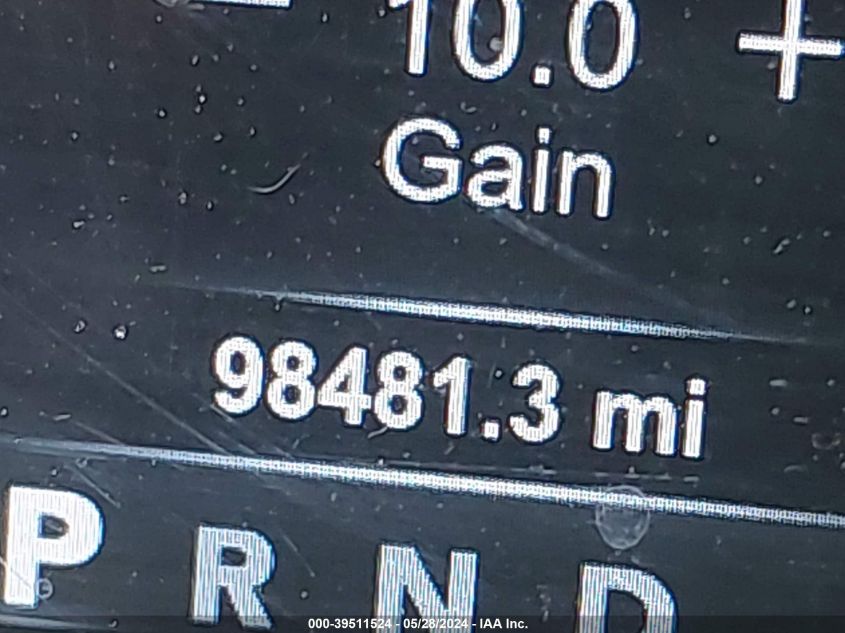 - 10.0 +
Gain
98481.3 mi
P R N D
000-39511524 - 05/28/2024 - IAA Inc.